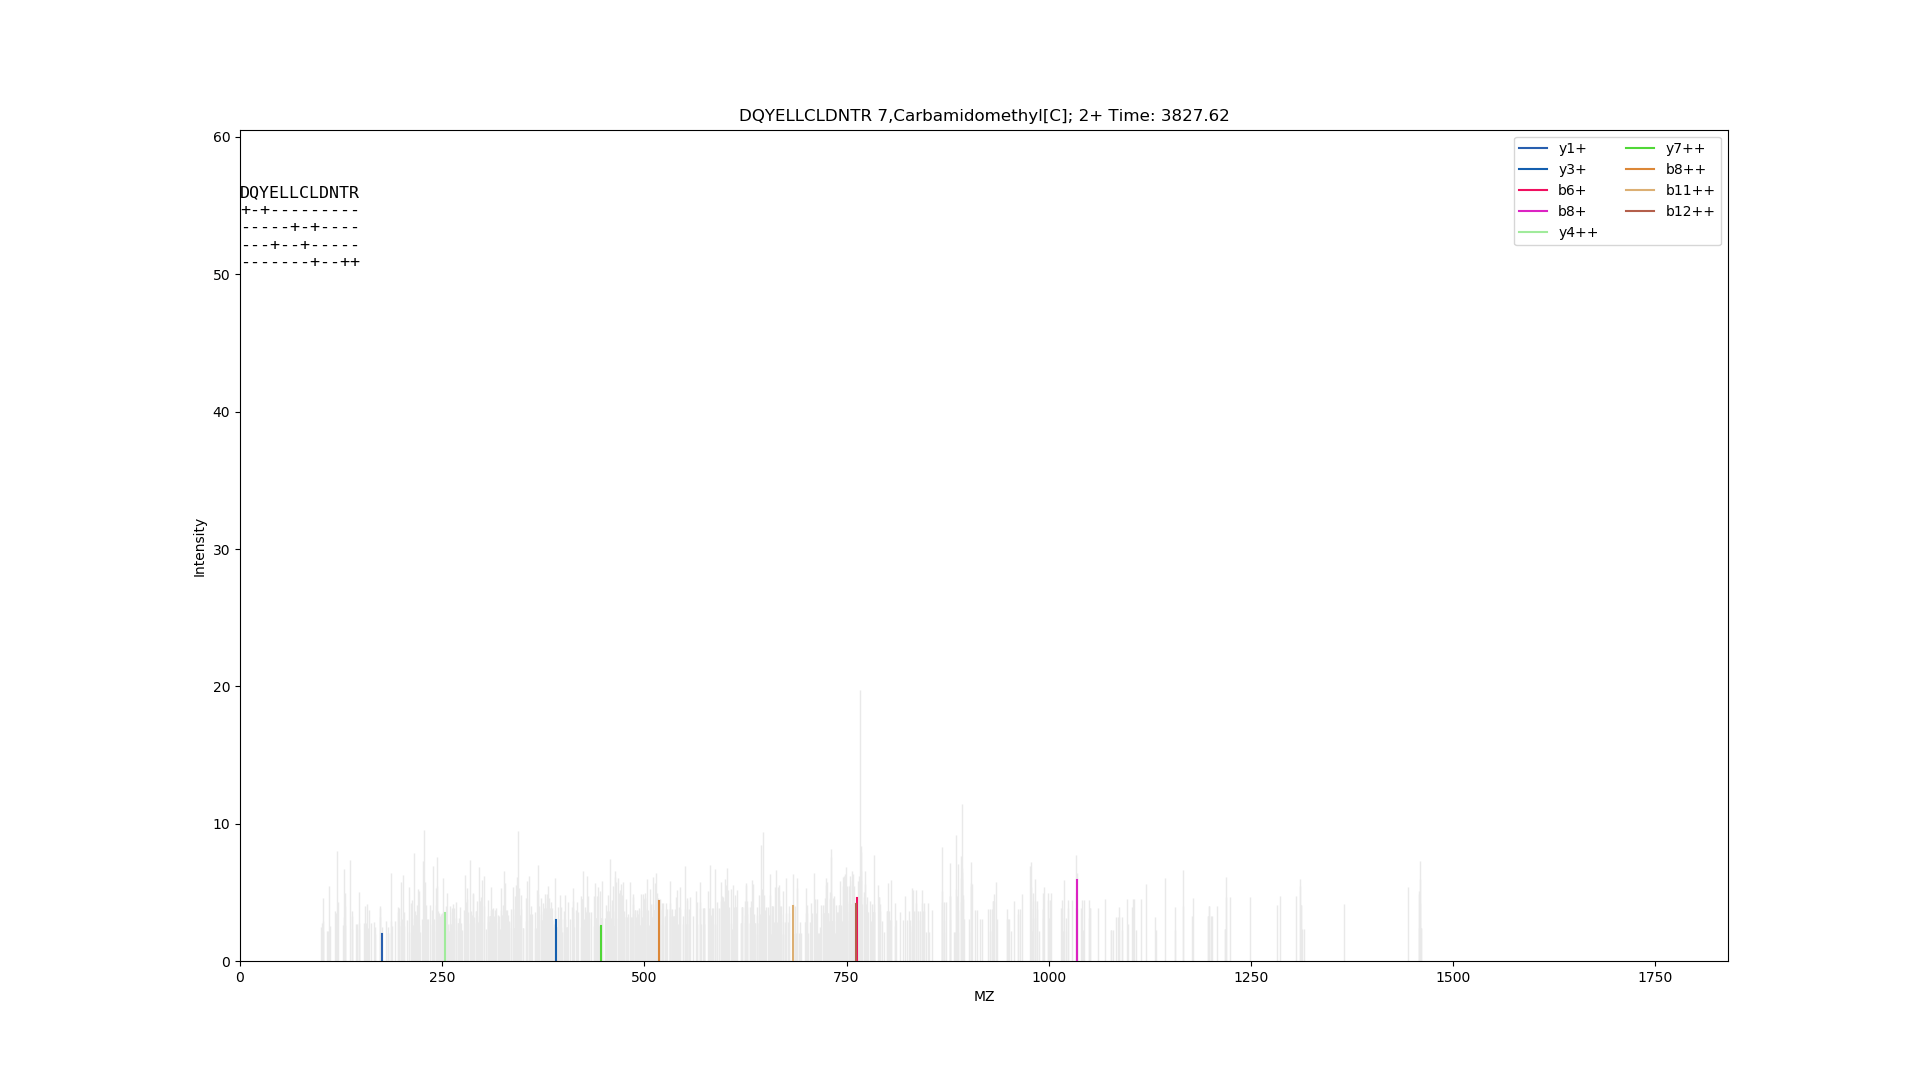 DQYELLCLDNTR 7,Carbamidomethyl[C]; 2+ Time: 3827.62
60
50
40
30
20
10
0
Intensity
DQYELLCLDNTR
+-+---------
-----+-+----
---+--+-----
-------+--++
y1+
y3+
b6+
b8+
y4++
y7++
b8++
b11++
b12++
0 250 500 750 1000 1250 1500 1750
MZ